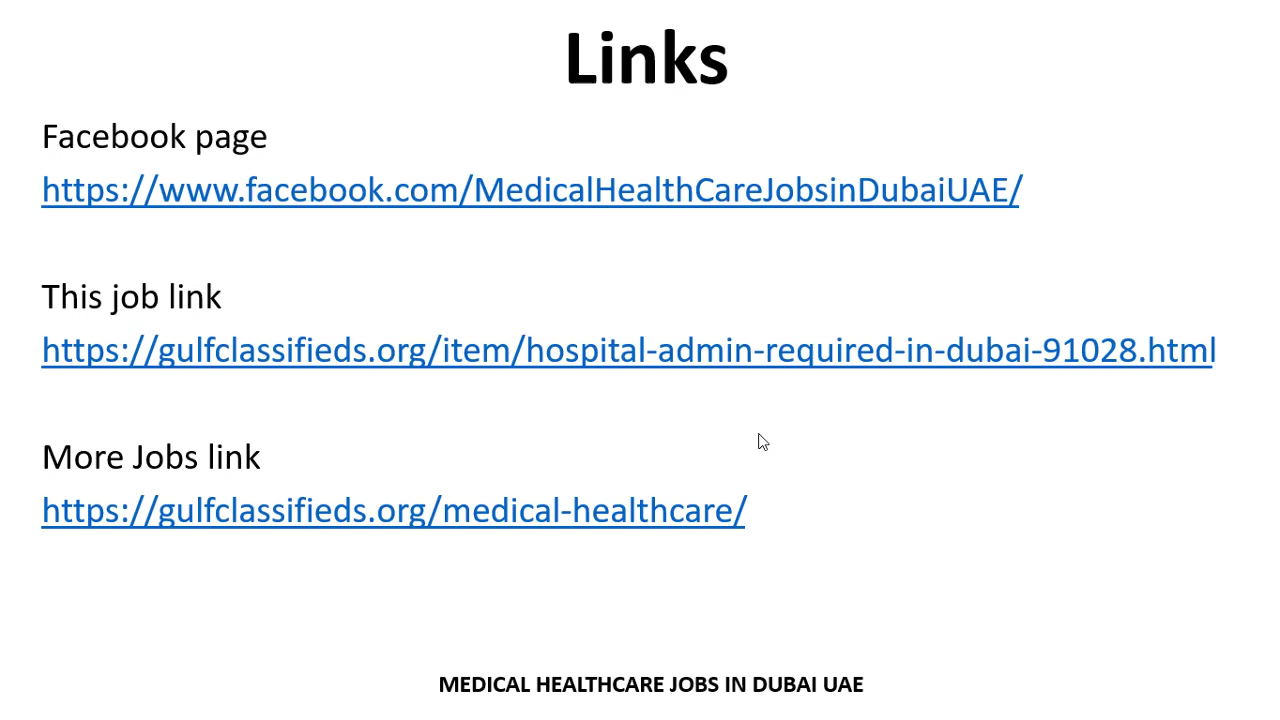 Links
Facebook page
https://www.facebook.com/MedicalHealthCareJobsinDubaiUAE/
This job link
https://gulfclassifieds.org/item/hospital-admin-required-in-dubai-91028.html
More Jobs link
https://gulfclassifieds.org/medical-healthcare/
MEDICAL HEALTHCARE JOBS IN DUBAI UAE